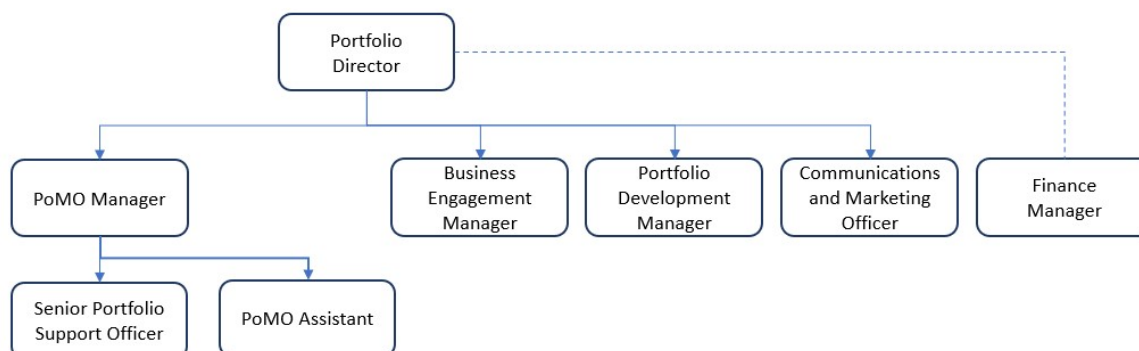 Portfolio
Director
PoMO Manager
Business
Engagement
Manager
Portfolio
Development
Manager
Communications
and Marketing
Officer
Finance
Manager
Senior Portfolio
Support Officer
PoMO Assistant